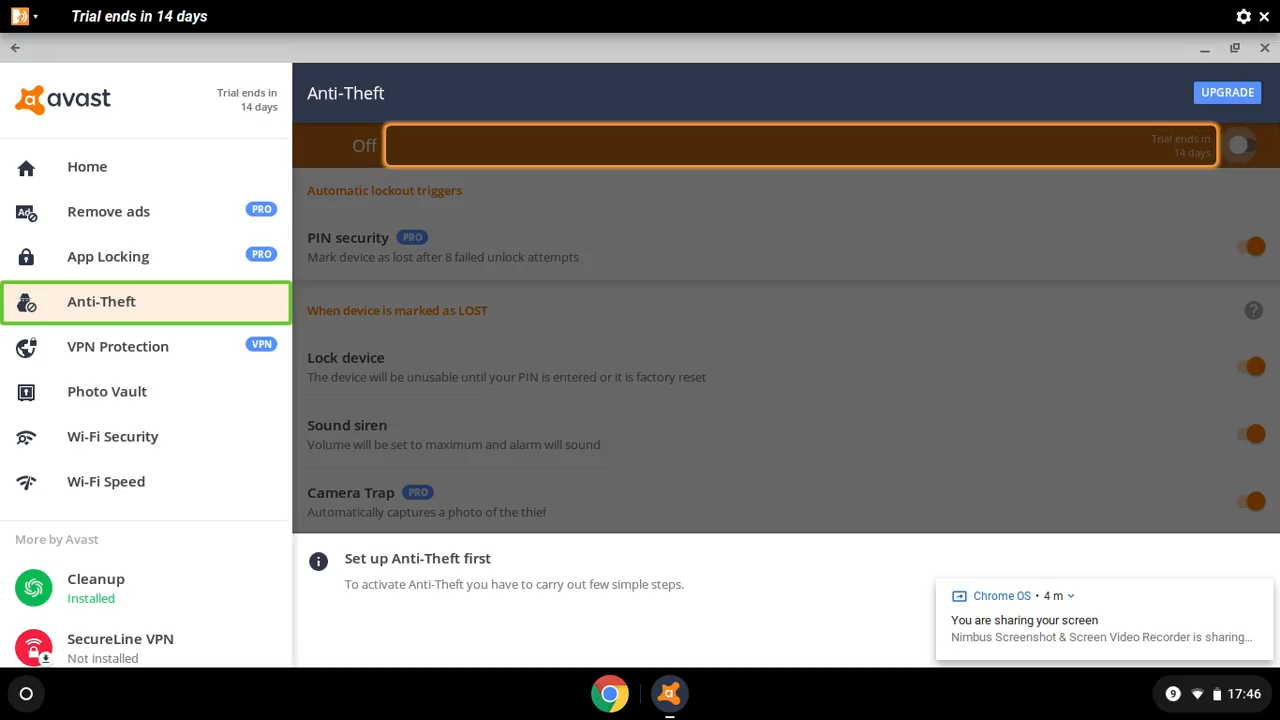 Trial ends in 14 days
avast
Trial ends in
14 days
Home
Remove ads PRO
App Locking PRO
Anti-Theft
VPN Protection VPN
Photo Vault
Wi-Fi Security
Wi-Fi Speed
More by Avast
Cleanup
Installed
SecureLine VPN
Not installed
Anti-Theft
UPGRADE
Off
Trial ends in
14 days
Automatic lockout triggers
PIN security PRO
Mark device as lost after 8 failed unlock attempts
When device is marked as LOST
?
Lock device
The device will be unusable until your PIN is entered or it is factory reset
Sound siren
Volume will be set to maximum and alarm will sound
Camera Trap PRO
Automatically captures a photo of the thief
Set up Anti-Theft first
To activate Anti-Theft you have to carry out few simple steps.
Chrome OS • 4 m
You are sharing your screen
Nimbus Screenshot & Screen Video Recorder is sharing...
9
17:46